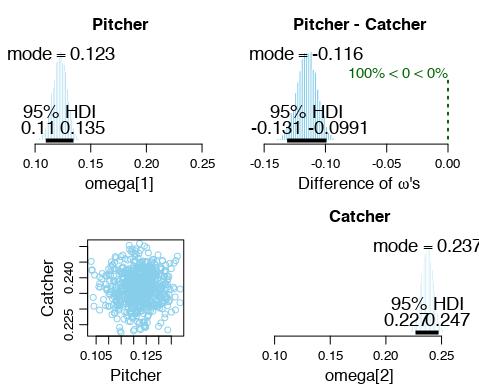 Pitcher
mode = 0.123
95% HDI
0.11 0.135
0.10 0.15 0.20 0.25
omega[1]
Pitcher - Catcher
mode = -0.116
100% < 0 < 0%
95% HDI
-0.131 -0.0991
-0.15 -0.10 -0.05 0.00
Difference of ω's
Catcher
0.225 0.240
0.105 0.125
Pitcher
Catcher
mode = 0.237
95% HDI
0.227 0.247
0.10 0.15 0.20 0.25
omega[2]